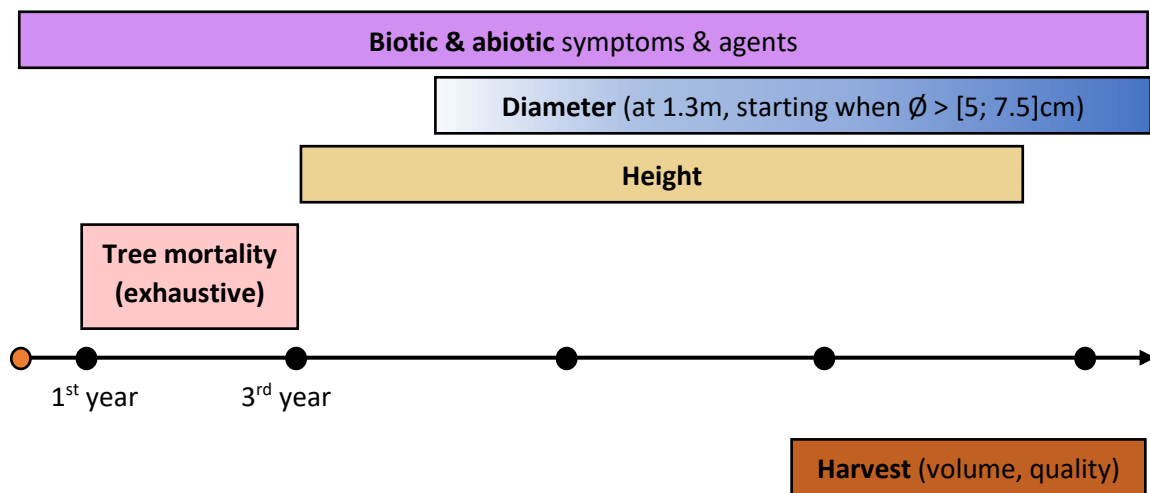 Biotic & abiotic symptoms & agents
Diameter (at 1.3m, starting when Ø > [5; 7.5]cm)
Height
Tree mortality
(exhaustive)
1st year
3rd year
Harvest (volume, quality)